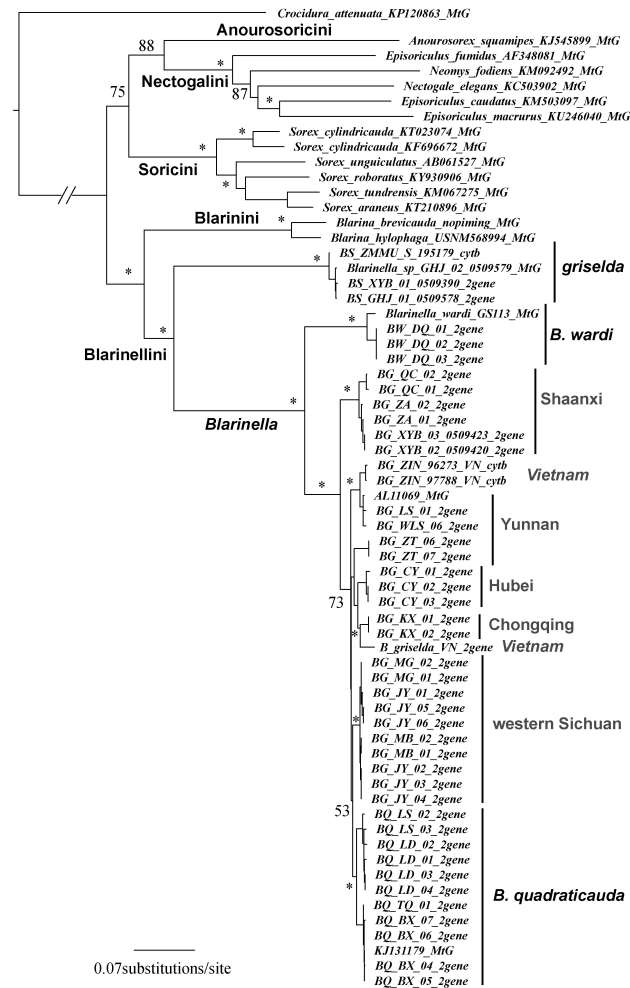 Crocidura_attenuata_KP120863_MtG
Anourosoricini
88
Anourosorex_squamipes_KJ545899_MtG
Episoriculus_fumidus_AF348081_MtG
*
Nectogalini
Neomys_fodiens_KM092492_MtG
75
87
Nectogale_elegans_KC503902_MtG
*
Episoriculus_caudatus_KM503097_MtG
Episoriculus_macrurus_KU246040_MtG
*
Sorex_cylindricauda_KT023074_MtG
*
Sorex_cylindricauda_KF696672_MtG
Soricini
Sorex_unguiculatus_AB061527_MtG
*
Sorex_roboratus_KY930906_MtG
Sorex_tundrensis_KM067275_MtG
Sorex_araneus_KT210896_MtG
Blarinini
*
Blarina_brevicauda_nopiming_MtG
Blarina_hylophaga_USNM568994_MtG
BS_ZMMU_S_195179_cytb
*
*
Blarinella_sp_GHJ_02_0509579_MtG
griselda
BS_XYB_01_0509390_2gene
BS_GHJ_01_0509578_2gene
*
Blarinellini
*
Blarinella_wardi_GS113_MtG
BW_DQ_01_2gene
B. wardi
BW_DQ_02_2gene
BW_DQ_03_2gene
BG_QC_02_2gene
*
BG_QC_01_2gene
*
Blarinella
BG_ZA_02_2gene
Shaanxi
BG_ZA_01_2gene
BG_XYB_03_0509423_2gene
BG_XYB_02_0509420_2gene
BG_ZIN_96273_VN_cytb
*
*
BG_ZIN_97788_VN_cytb
Vietnam
AL11069_MtG
BG_LS_01_2gene
BG_WLS_06_2gene
Yunnan
BG_ZT_06_2gene
BG_ZT_07_2gene
BG_CY_01_2gene
BG_CY_02_2gene
Hubei
73
BG_CY_03_2gene
BG_KX_01_2gene
Chongqing
*
BG_KX_02_2gene
B_griselda_VN_2gene
Vietnam
BG_MG_02_2gene
BG_MG_01_2gene
BG_JY_01_2gene
BG_JY_05_2gene
*
BG_JY_06_2gene
western Sichuan
BG_MB_02_2gene
BG_MB_01_2gene
BG_JY_02_2gene
BG_JY_03_2gene
BG_JY_04_2gene
53
BQ_LS_02_2gene
BQ_LS_03_2gene
BQ_LD_02_2gene
BQ_LD_01_2gene
BQ_LD_03_2gene
*
BQ_LD_04_2gene
B. quadraticauda
BQ_TQ_01_2gene
BQ_BX_07_2gene
BQ_BX_06_2gene
KJ131179_MtG
BQ_BX_04_2gene
BQ_BX_05_2gene
0.07substitutions/site